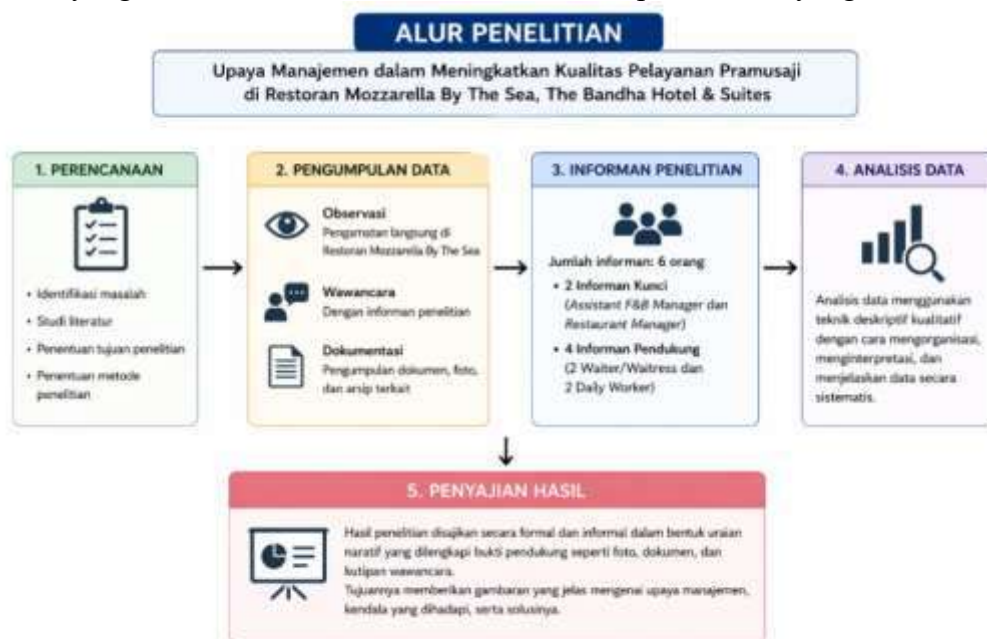 ALUR PENELITIAN
Upaya Manajemen dalam Meningkatkan Kualitas Pelayanan Pramusaji
di Restoran Mozzarella By The Sea, The Bandha Hotel & Suites
1. PERENCANAAN
• Identifikasi masalah
• Studi literatur
• Penentuan tujuan penelitian
• Penentuan metode
penelitian
2. PENGUMPULAN DATA
Observasi
Pengamatan langsung di
Restoran Mozzarella By The Sea
Wawancara
Dengan informan penelitian
Dokumentasi
Pengumpulan dokumen, foto,
dan arsip terkait
3. INFORMAN PENELITIAN
Jumlah informan: 6 orang
• 2 Informan Kunci
(Assistant F&B Manager dan
Restaurant Manager)
• 4 Informan Pendukung
(2 Waiter/Waitress dan
2 Daily Worker)
4. ANALISIS DATA
Analisis data menggunakan
teknik deskriptif kualitatif
dengan cara mengorganisasi,
menginterpretasi, dan
menjelaskan data secara
sistematis.
5. PENYAJIAN HASIL
Hasil penelitian disajikan secara formal dan informal dalam bentuk uraian
naratif yang dilengkapi bukti pendukung seperti foto, dokumen, dan
kutipan wawancara.
Tujuannya memberikan gambaran yang jelas mengenai upaya manajemen,
kendala yang dihadapi, serta solusinya.